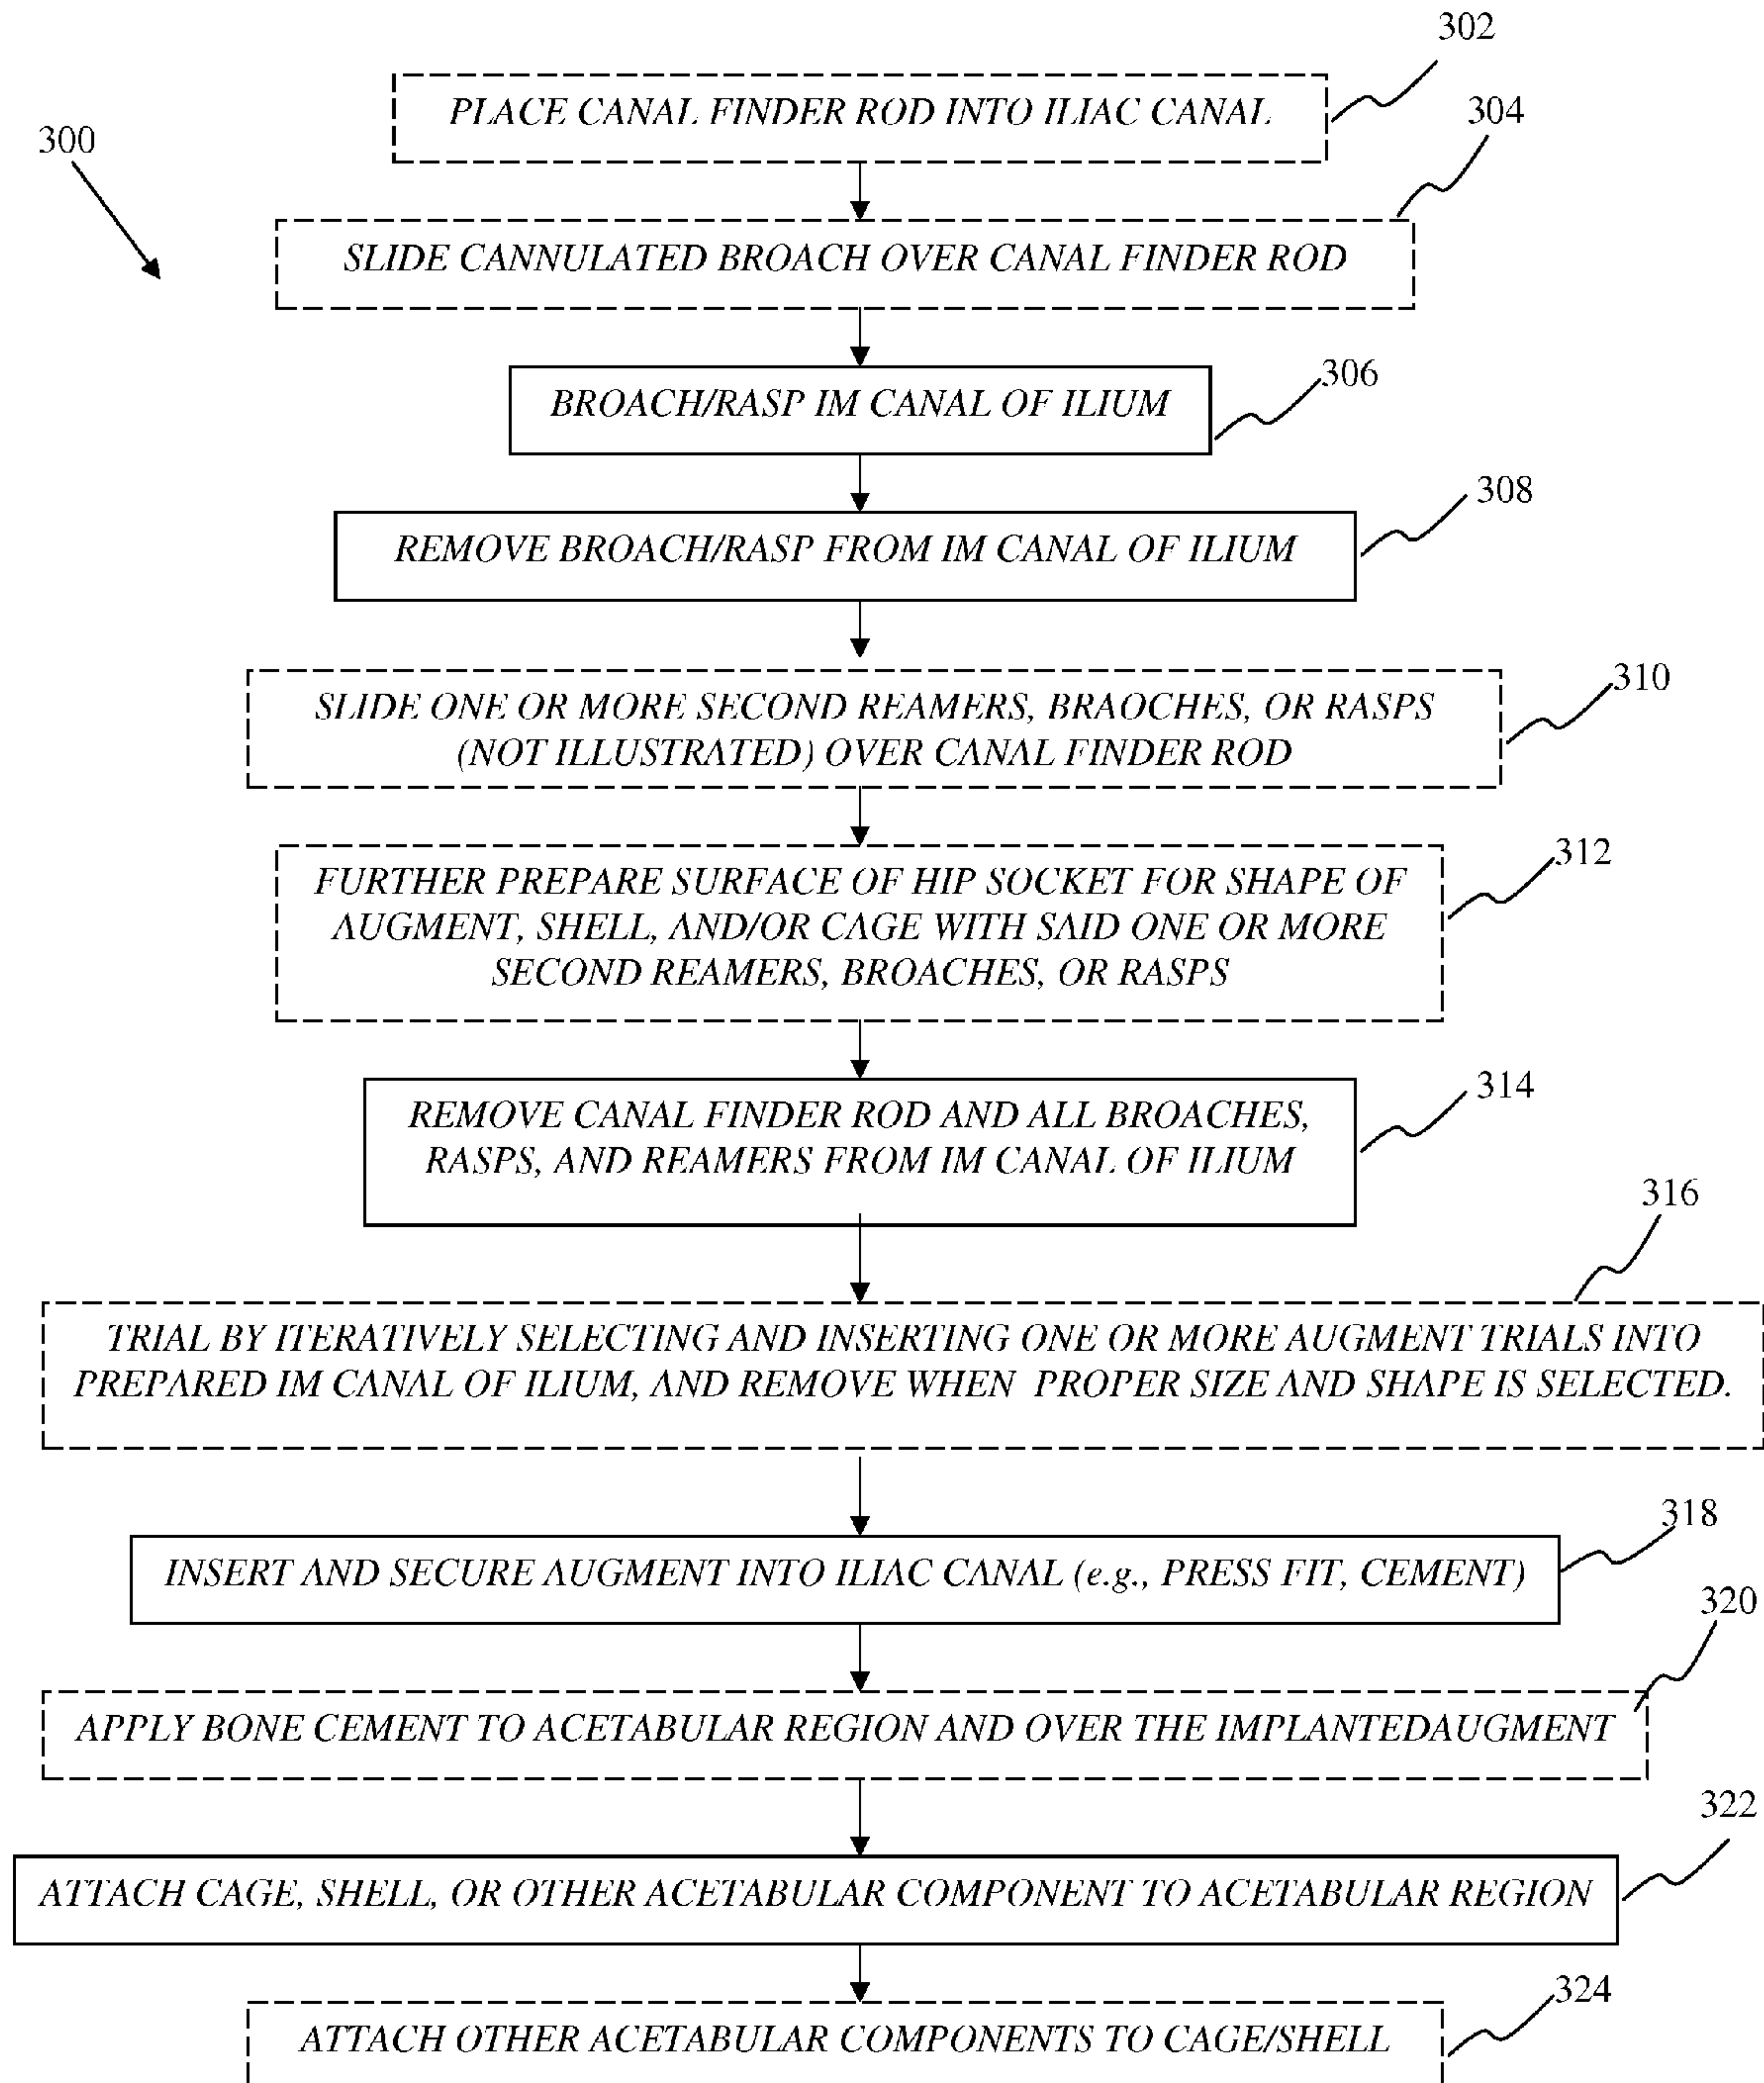 302
PLACE CANAL FINDER ROD INTO ILIAC CANAL
300
304
SLIDE CANNULATED BROACH OVER CANAL FINDER ROD
306
BROACH/RASP IM CANAL OF ILIUM
308
REMOVE BROACH/RASP FROM IM CANAL OF ILIUM
310
SLIDE ONE OR MORE SECOND REAMERS, BRAOCHES, OR RASPS
(NOT ILLUSTRATED) OVER CANAL FINDER ROD
312
FURTHER PREPARE SURFACE OF HIP SOCKET FOR SHAPE OF
AUGMENT, SHELL, AND/OR CAGE WITH SAID ONE OR MORE
SECOND REAMERS, BROACHES, OR RASPS
314
REMOVE CANAL FINDER ROD AND ALL BROACHES,
RASPS, AND REAMERS FROM IM CANAL OF ILIUM
316
TRIAL BY ITERATIVELY SELECTING AND INSERTING ONE OR MORE AUGMENT TRIALS INTO
PREPARED IM CANAL OF ILIUM, AND REMOVE WHEN PROPER SIZE AND SHAPE IS SELECTED.
318
INSERT AND SECURE AUGMENT INTO ILIAC CANAL (e.g., PRESS FIT, CEMENT)
320
APPLY BONE CEMENT TO ACETABULAR REGION AND OVER THE IMPLANTEDAUGMENT
322
ATTACH CAGE, SHELL, OR OTHER ACETABULAR COMPONENT TO ACETABULAR REGION
324
ATTACH OTHER ACETABULAR COMPONENTS TO CAGE/SHELL